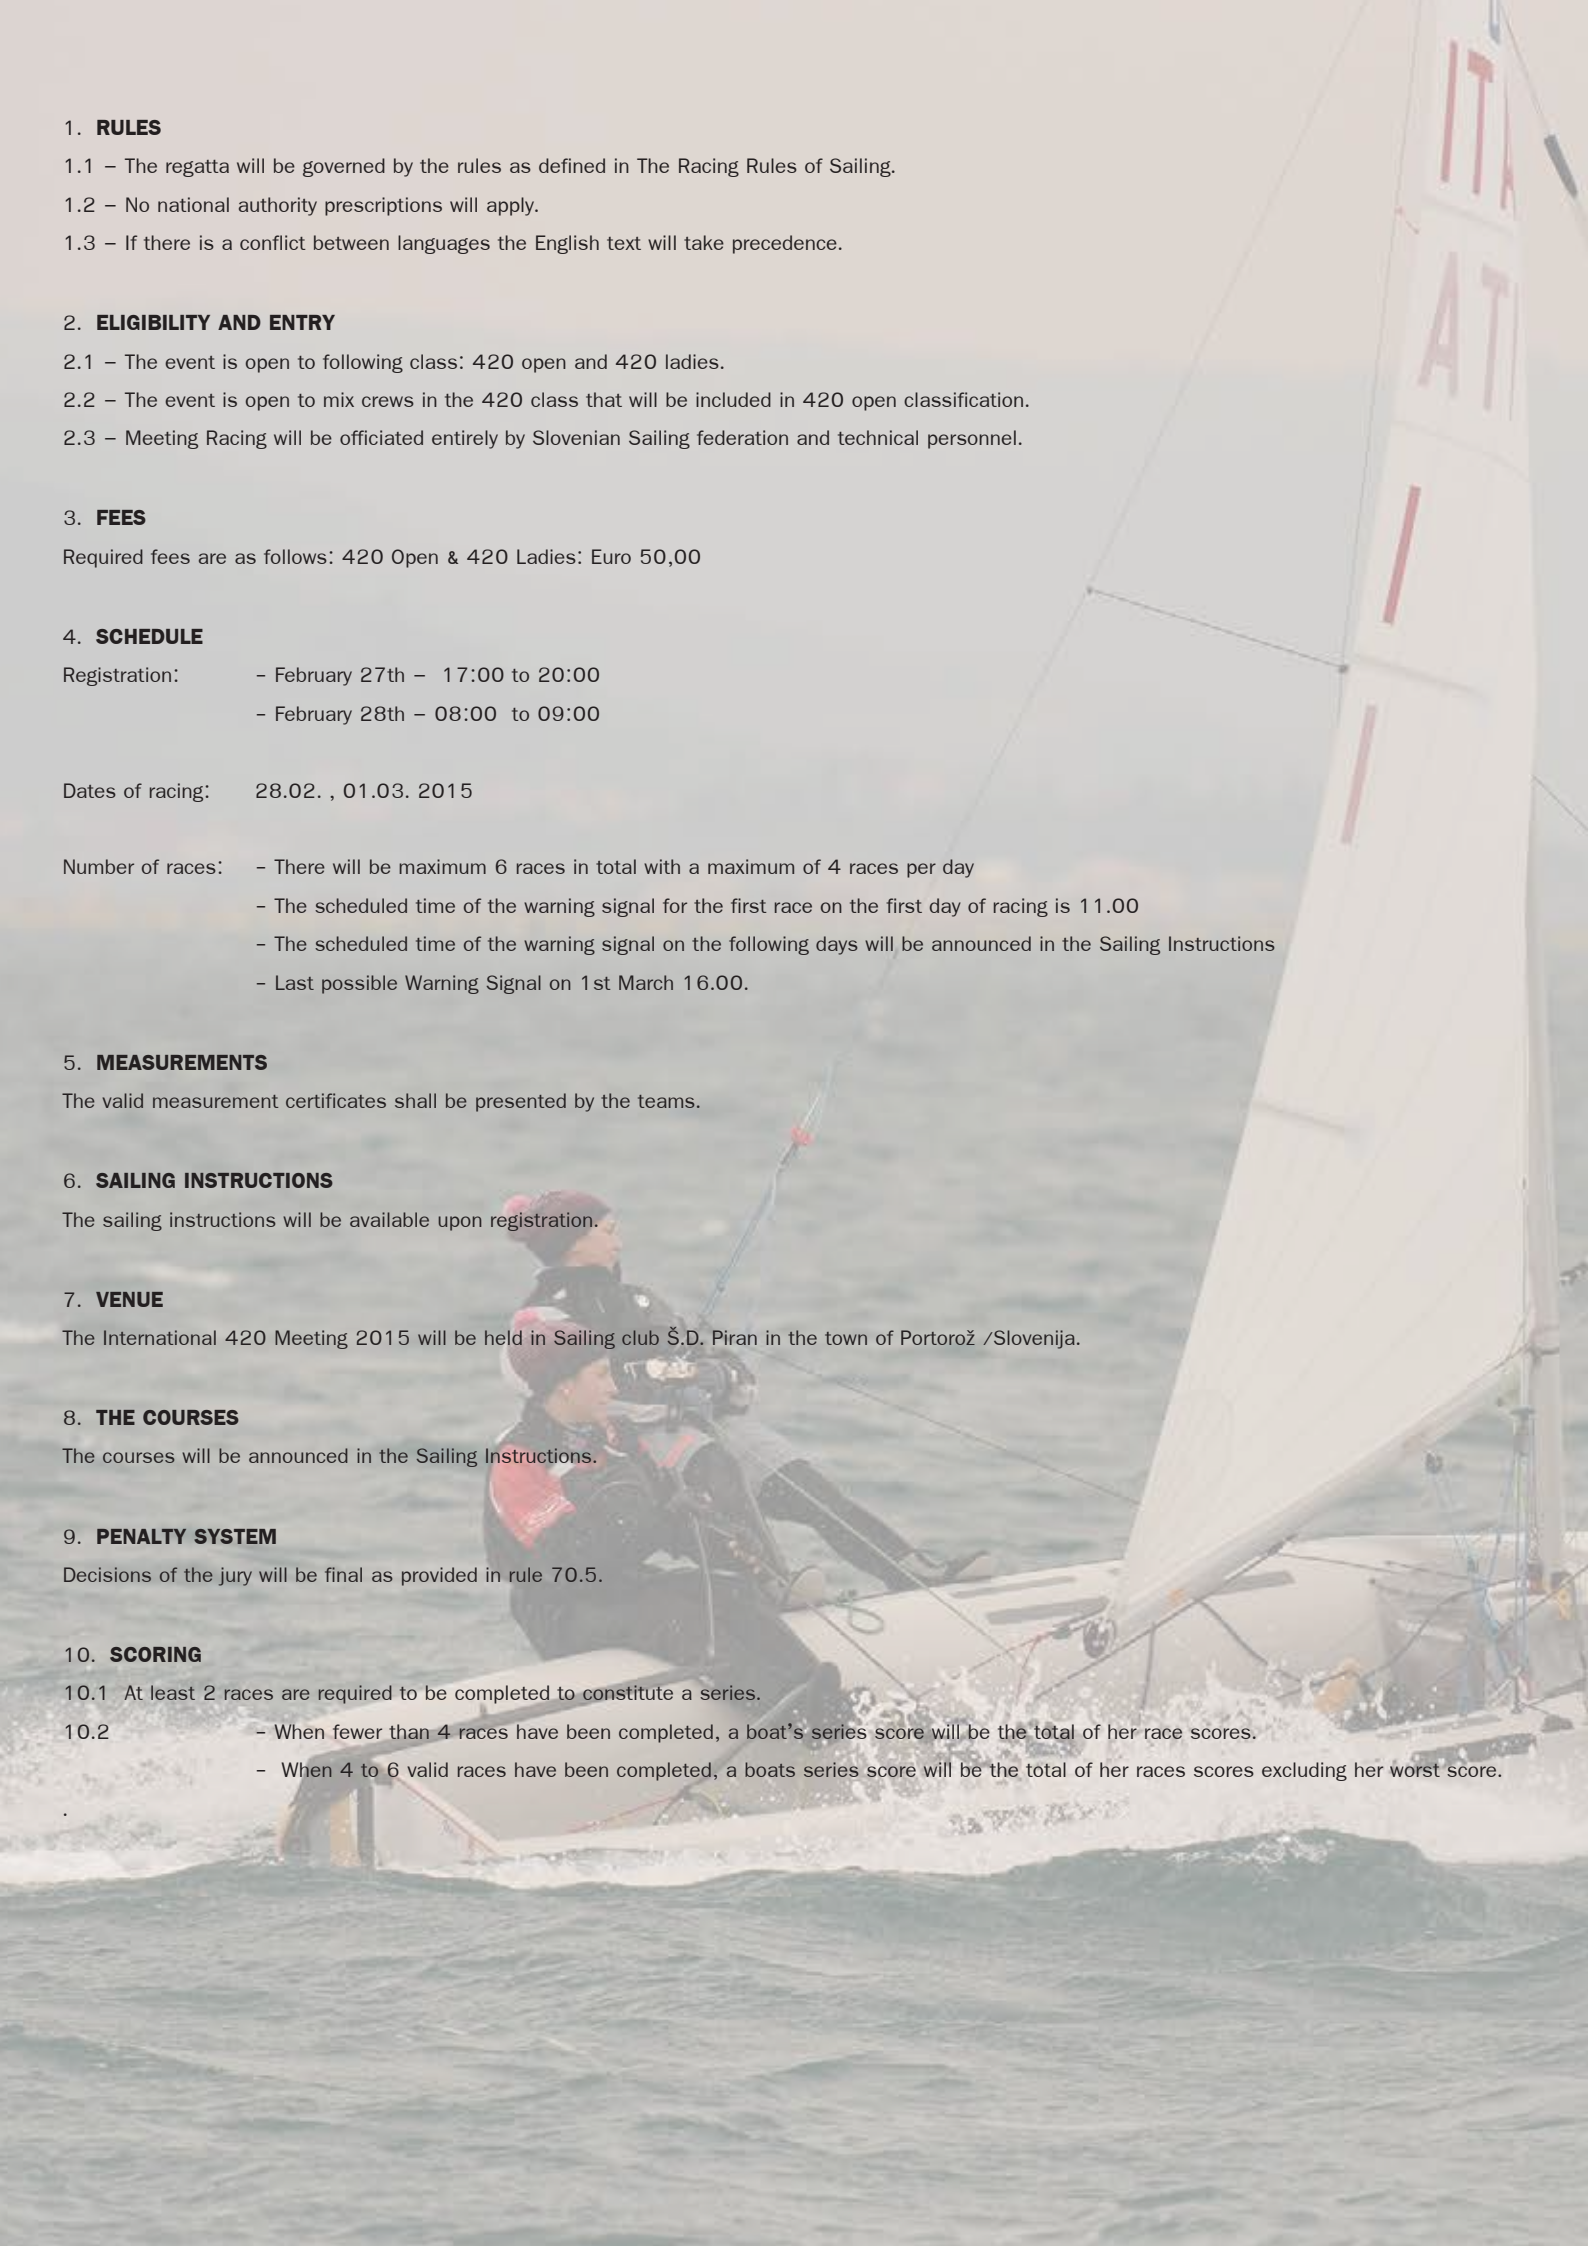 1. RULES
1.1 – The regatta will be governed by the rules as defined in The Racing Rules of Sailing.
1.2 – No national authority prescriptions will apply.
1.3 – If there is a conflict between languages the English text will take precedence.
2. ELIGIBILITY AND ENTRY
2.1 – The event is open to following class: 420 open and 420 ladies.
2.2 – The event is open to mix crews in the 420 class that will be included in 420 open classification.
2.3 – Meeting Racing will be officiated entirely by Slovenian Sailing federation and technical personnel.
3. FEES
Required fees are as follows: 420 Open & 420 Ladies: Euro 50,00
4. SCHEDULE
Registration: – February 27th – 17:00 to 20:00
– February 28th – 08:00 to 09:00
Dates of racing: 28.02. , 01.03. 2015
Number of races: – There will be maximum 6 races in total with a maximum of 4 races per day
– The scheduled time of the warning signal for the first race on the first day of racing is 11.00
– The scheduled time of the warning signal on the following days will be announced in the Sailing Instructions
– Last possible Warning Signal on 1st March 16.00.
5. MEASUREMENTS
The valid measurement certificates shall be presented by the teams.
6. SAILING INSTRUCTIONS
The sailing instructions will be available upon registration.
7. VENUE
The International 420 Meeting 2015 will be held in Sailing club Š.D. Piran in the town of Portorož /Slovenija.
8. THE COURSES
The courses will be announced in the Sailing Instructions.
9. PENALTY SYSTEM
Decisions of the jury will be final as provided in rule 70.5.
10. SCORING
10.1 At least 2 races are required to be completed to constitute a series.
10.2 – When fewer than 4 races have been completed, a boat's series score will be the total of her race scores.
– When 4 to 6 valid races have been completed, a boats series score will be the total of her races scores excluding her worst score.
.
ITA